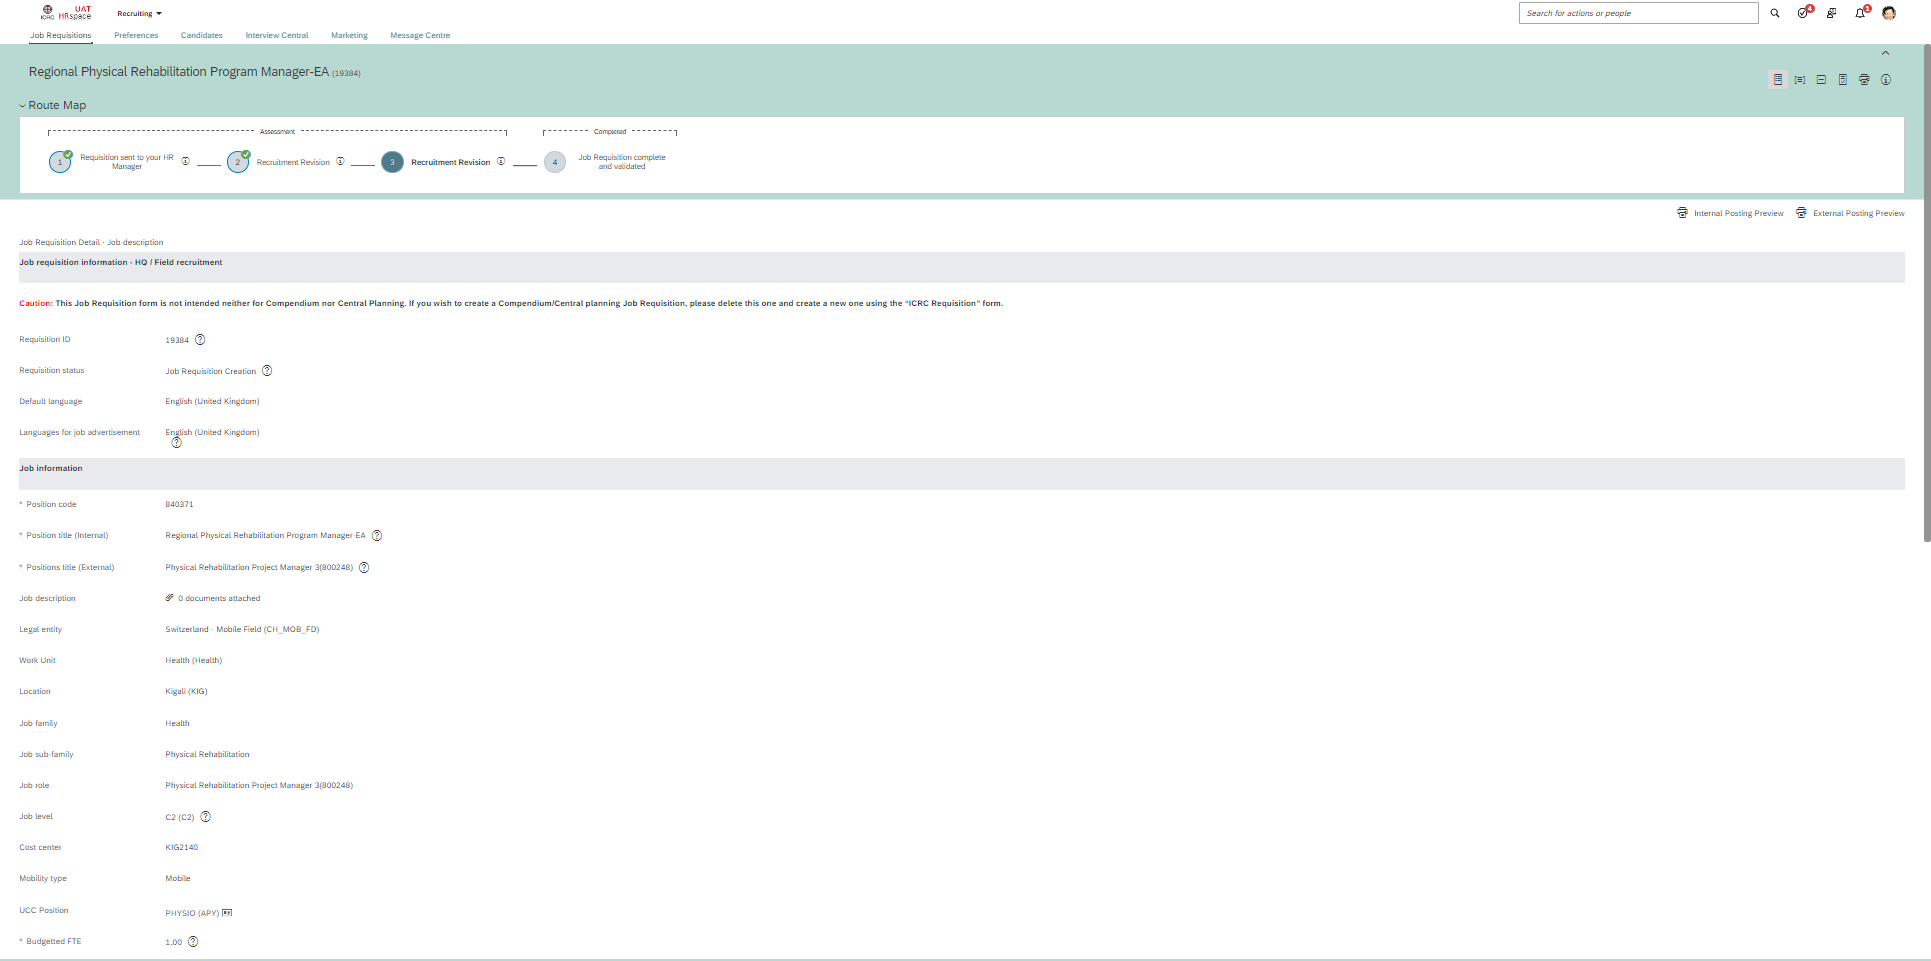 ICRC UAT HRspace Recruiting Search for actions or people 4 1
Job Requisitions Preferences Candidates Interview Central Marketing Message Centre
Regional Physical Rehabilitation Program Manager-EA (19384)
Route Map
Assessment Completed
1 Requisition sent to your HR Manager 2 Recruitment Revision 3 Recruitment Revision 4 Job Requisition complete and validated
Internal Posting Preview External Posting Preview
Job Requisition Detail - Job description
Job requisition information - HQ / Field recruitment
Caution: This Job Requisition form is not intended neither for Compendium nor Central Planning. If you wish to create a Compendium/Central planning Job Requisition, please delete this one and create a new one using the "ICRC Requisition" form.
Requisition ID 19384
Requisition status Job Requisition Creation
Default language English (United Kingdom)
Languages for job advertisement English (United Kingdom)
Job information
* Position code 840371
* Position title (Internal) Regional Physical Rehabilitation Program Manager-EA
* Positions title (External) Physical Rehabilitation Project Manager 3(800248)
Job description 0 documents attached
Legal entity Switzerland - Mobile Field (CH_MOB_FD)
Work Unit Health (Health)
Location Kigali (KIG)
Job family Health
Job sub-family Physical Rehabilitation
Job role Physical Rehabilitation Project Manager 3(800248)
Job level C2 (C2)
Cost center KIG2140
Mobility type Mobile
UCC Position PHYSIO (APY)
* Budgetted FTE 1.00